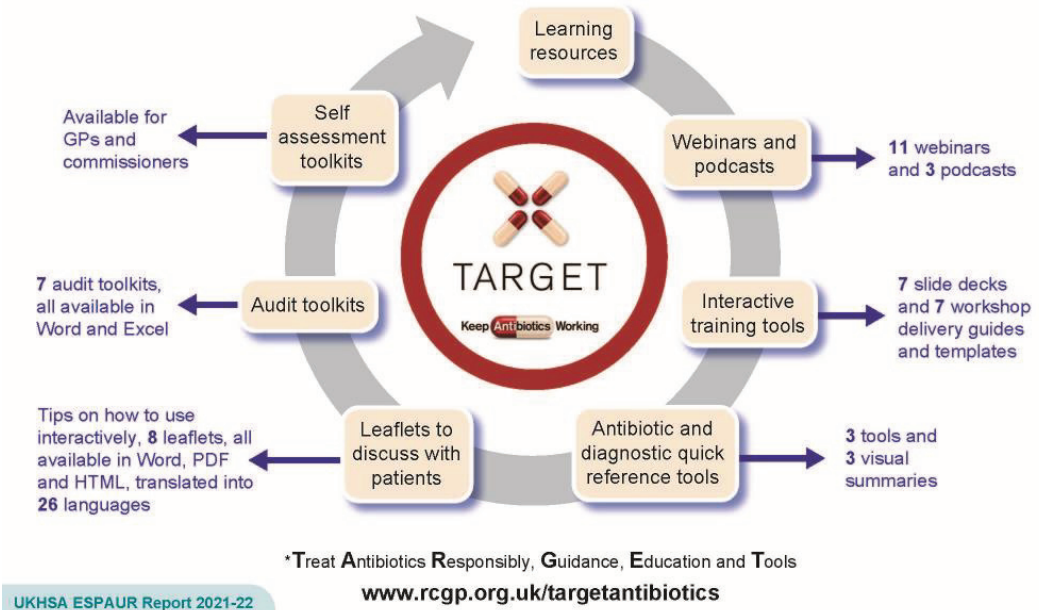 Learning
resources
Webinars and
podcasts
11 webinars
and 3 podcasts
Interactive
training tools
7 slide decks
and 7 workshop
delivery guides
and templates
Antibiotic and
diagnostic quick
reference tools
3 tools and
3 visual
summaries
Leaflets to
discuss with
patients
Tips on how to use
interactively, 8 leaflets, all
available in Word, PDF
and HTML, translated into
26 languages
Audit toolkits
7 audit toolkits,
all available in
Word and Excel
Self
assessment
toolkits
Available for
GPs and
commissioners
TARGET
Keep Antibiotics Working
*Treat Antibiotics Responsibly, Guidance, Education and Tools
www.rcgp.org.uk/targetantibiotics
UKHSA ESPAUR Report 2021-22